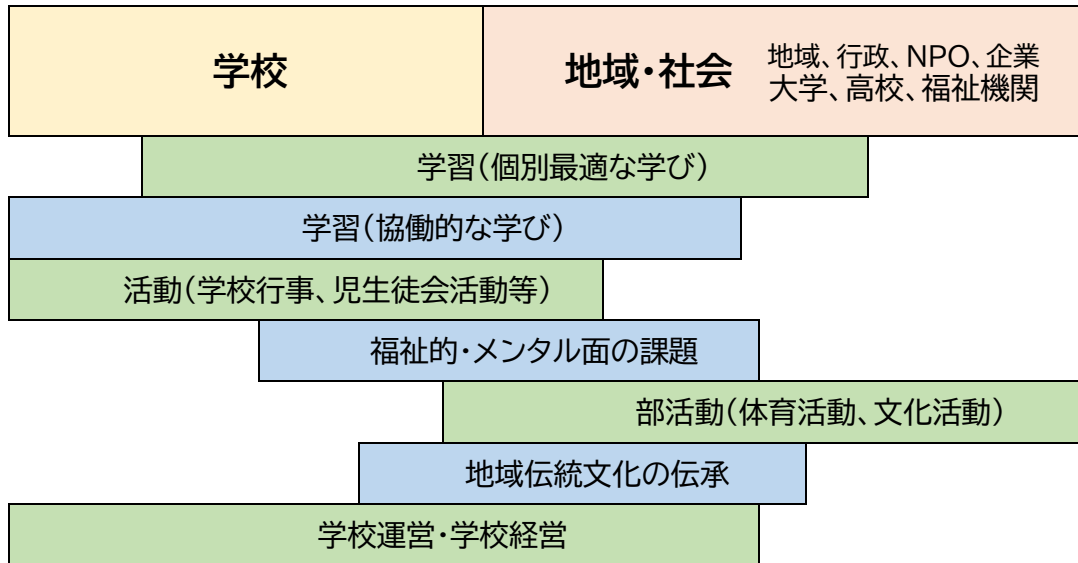 学校
地域・社会
地域、行政、NPO、企業
大学、高校、福祉機関
学習(個別最適な学び)
学習(協働的な学び)
活動(学校行事、児生徒会活動等)
福祉的・メンタル面の課題
部活動(体育活動、文化活動)
地域伝統文化の伝承
学校運営・学校経営